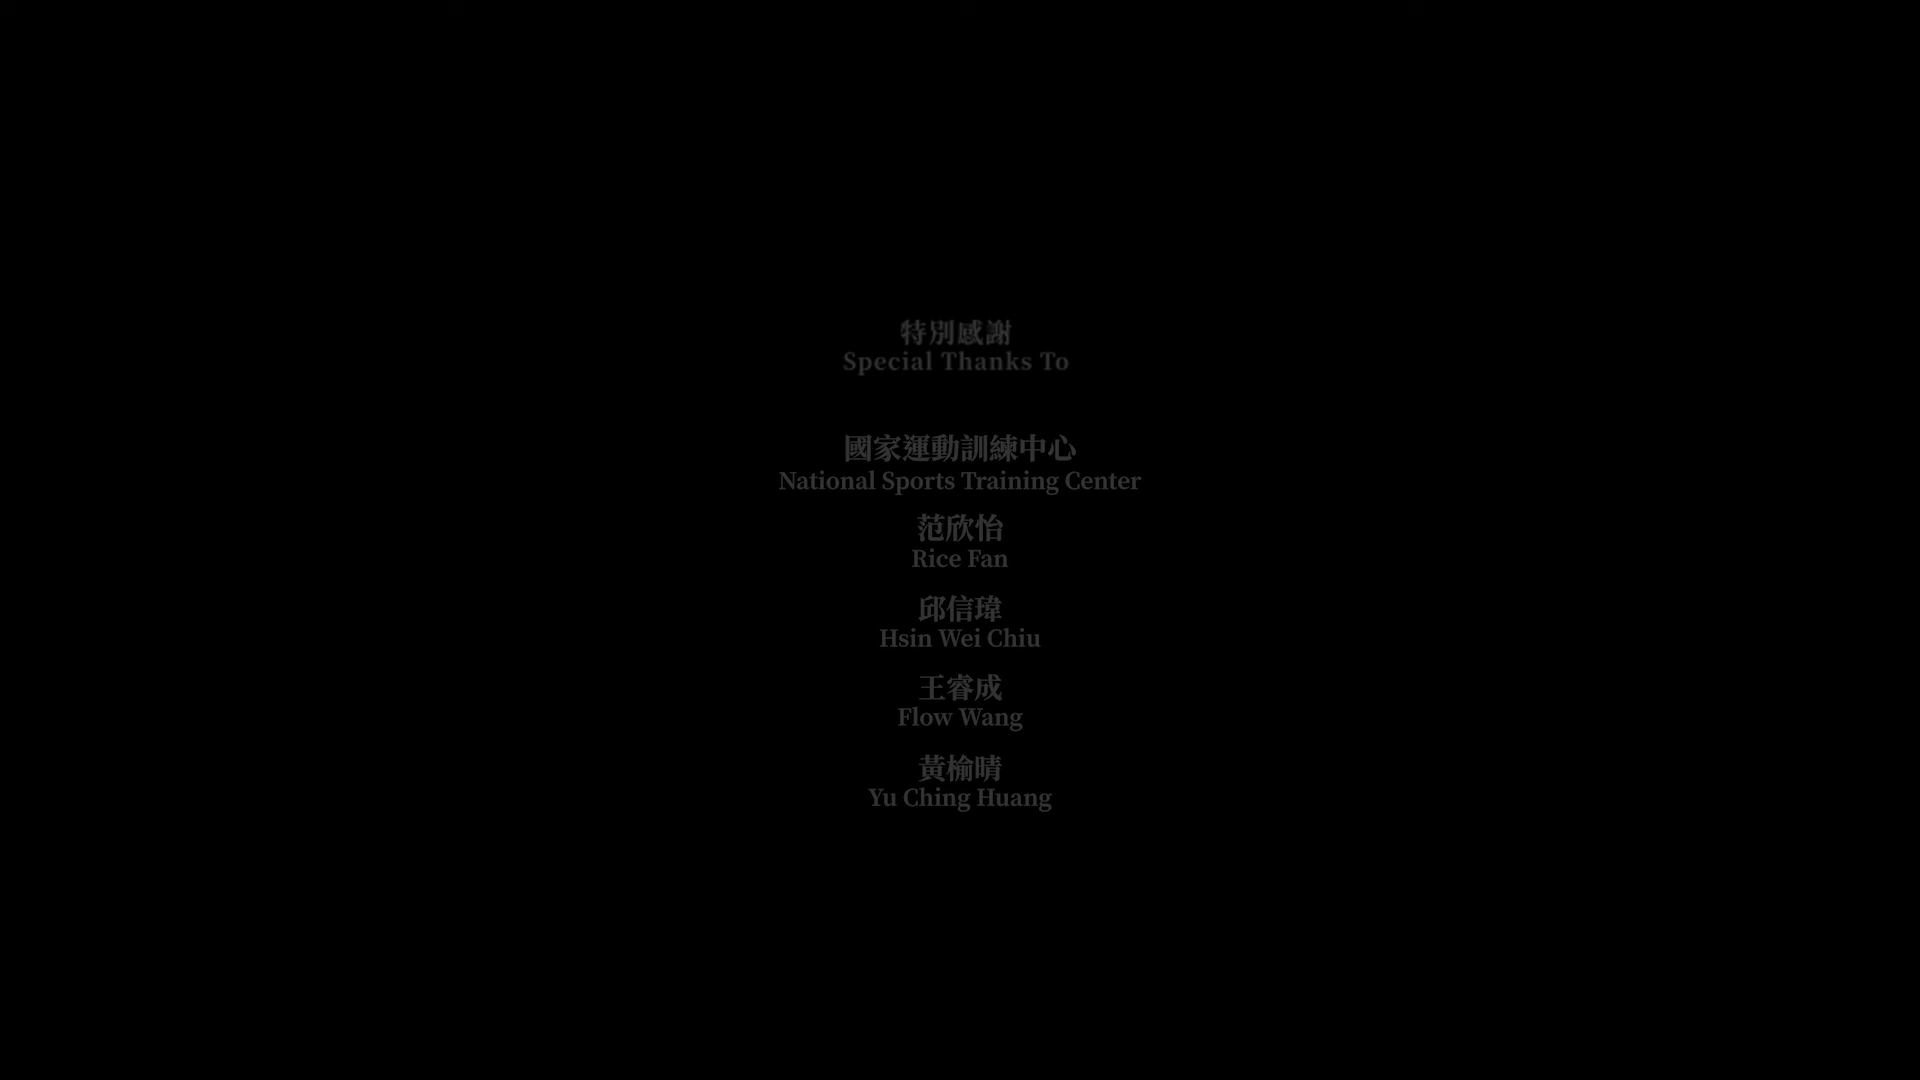 特別感謝
Special Thanks To
國家運動訓練中心
National Sports Training Center
范欣怡
Rice Fan
邱信瑋
Hsin Wei Chiu
王睿成
Flow Wang
黃榆晴
Yu Ching Huang